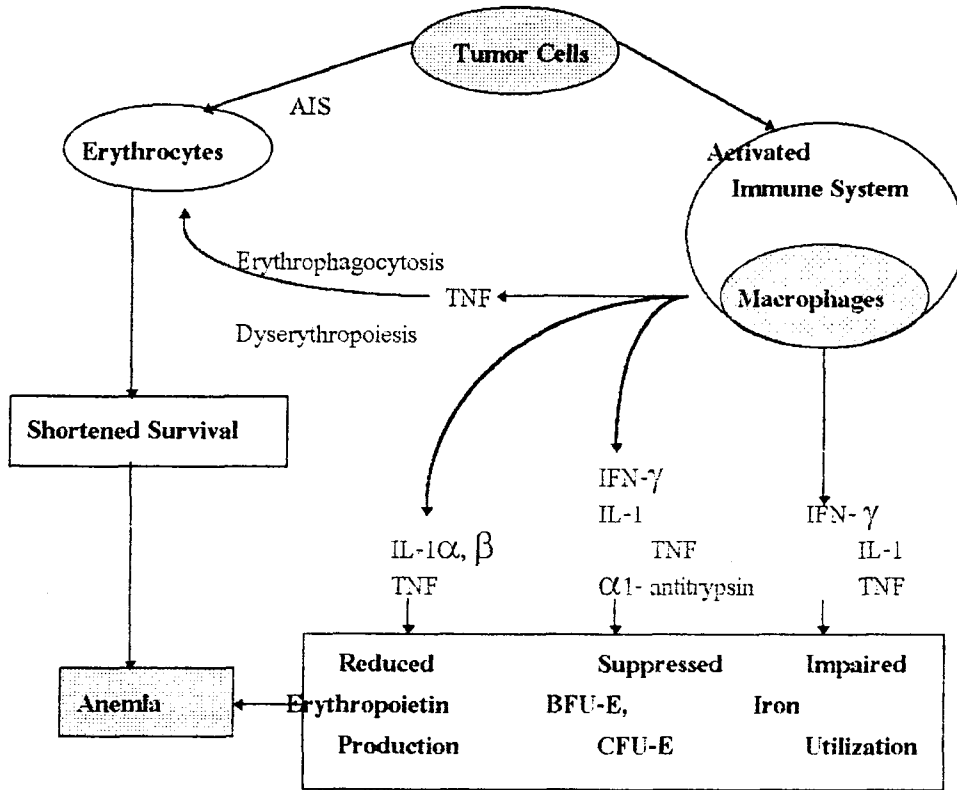 Tumor Cells
AIS
Erythrocytes
Activated
Immune System
Erythrophagocytosis
TNF
Macrophages
Dyserythropoiesis
Shortened Survival
IL-1α, β
TNF
IFN-γ
IL-1
TNF
α1- antitrypsin
IFN- γ
IL-1
TNF
Reduced
Erythropoietin
Production
Suppressed
BFU-E,
CFU-E
Impaired
Iron
Utilization
Anemia